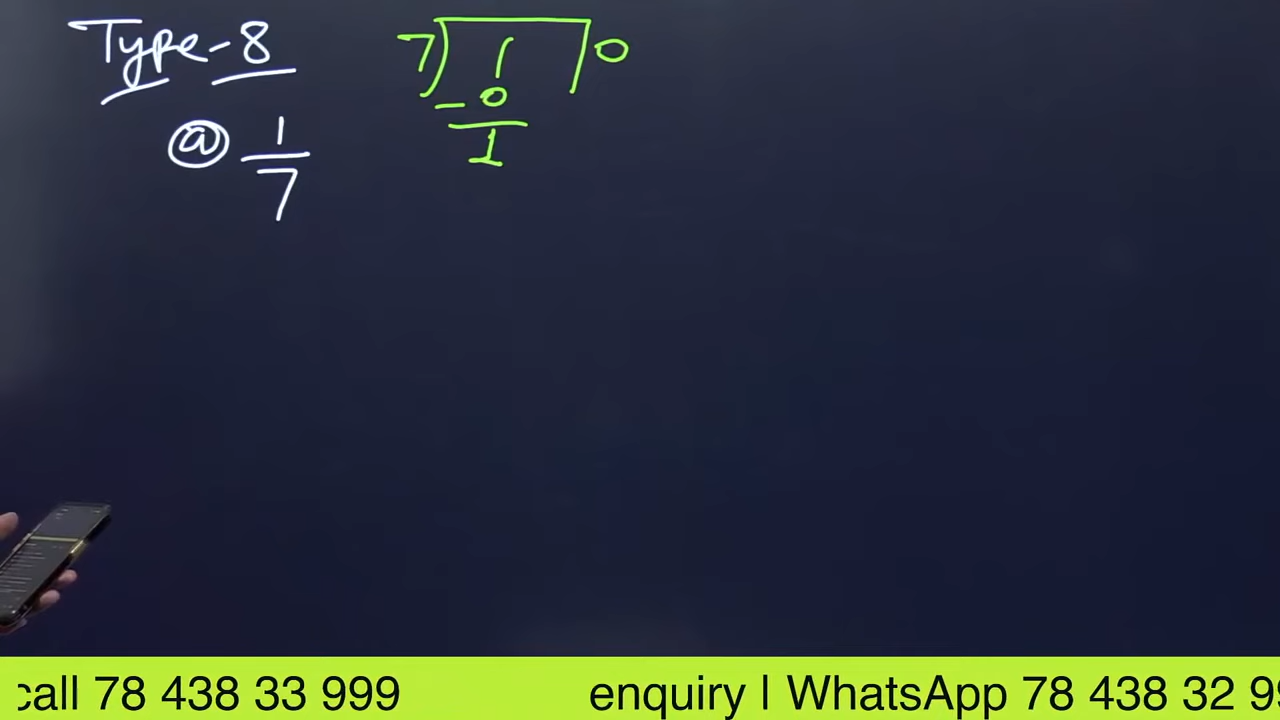 Type-8
7) 1 ( 0
- 0
1
ⓐ 1/7
call 78 438 33 999 enquiry | WhatsApp 78 438 32 9